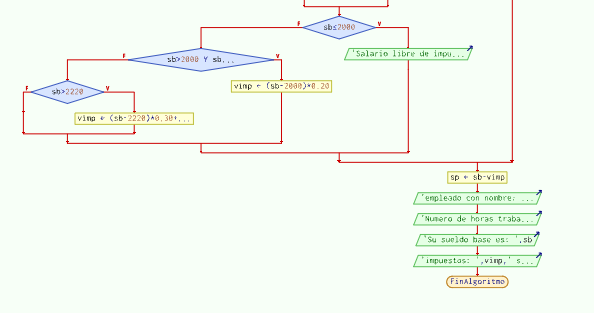 sb≤2000
F
V
'Salario libre de impu...
sb>2000 Y sb...
F
V
vimp ← (sb-2000)*0.20
sb>2220
F
V
vimp ← (sb-2220)*0.30+...
sp ← sb-vimp
'empleado con nombre: ...
'Numero de horas traba...
'Su sueldo base es: ',sb
'impuestos: ',vimp,' s...
FinAlgoritmo